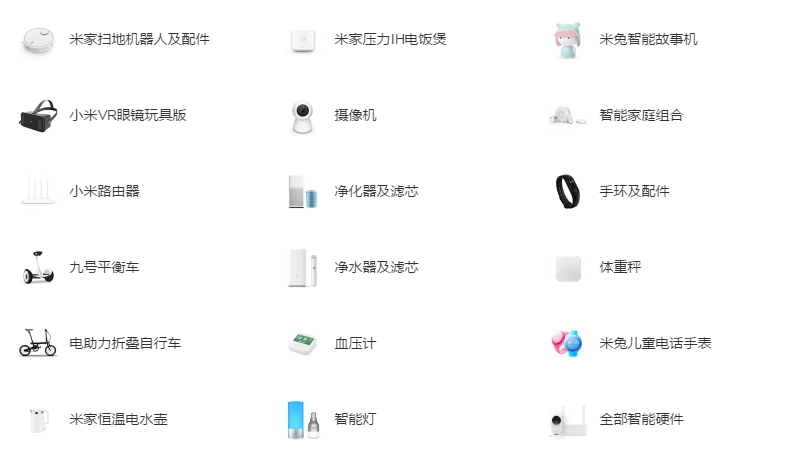 米家扫地机器人及配件
米家压力IH电饭煲
米兔智能故事机
小米VR眼镜玩具版
摄像机
智能家庭组合
小米路由器
净化器及滤芯
手环及配件
九号平衡车
净水器及滤芯
体重秤
电助力折叠自行车
血压计
米兔儿童电话手表
米家恒温电水壶
智能灯
全部智能硬件